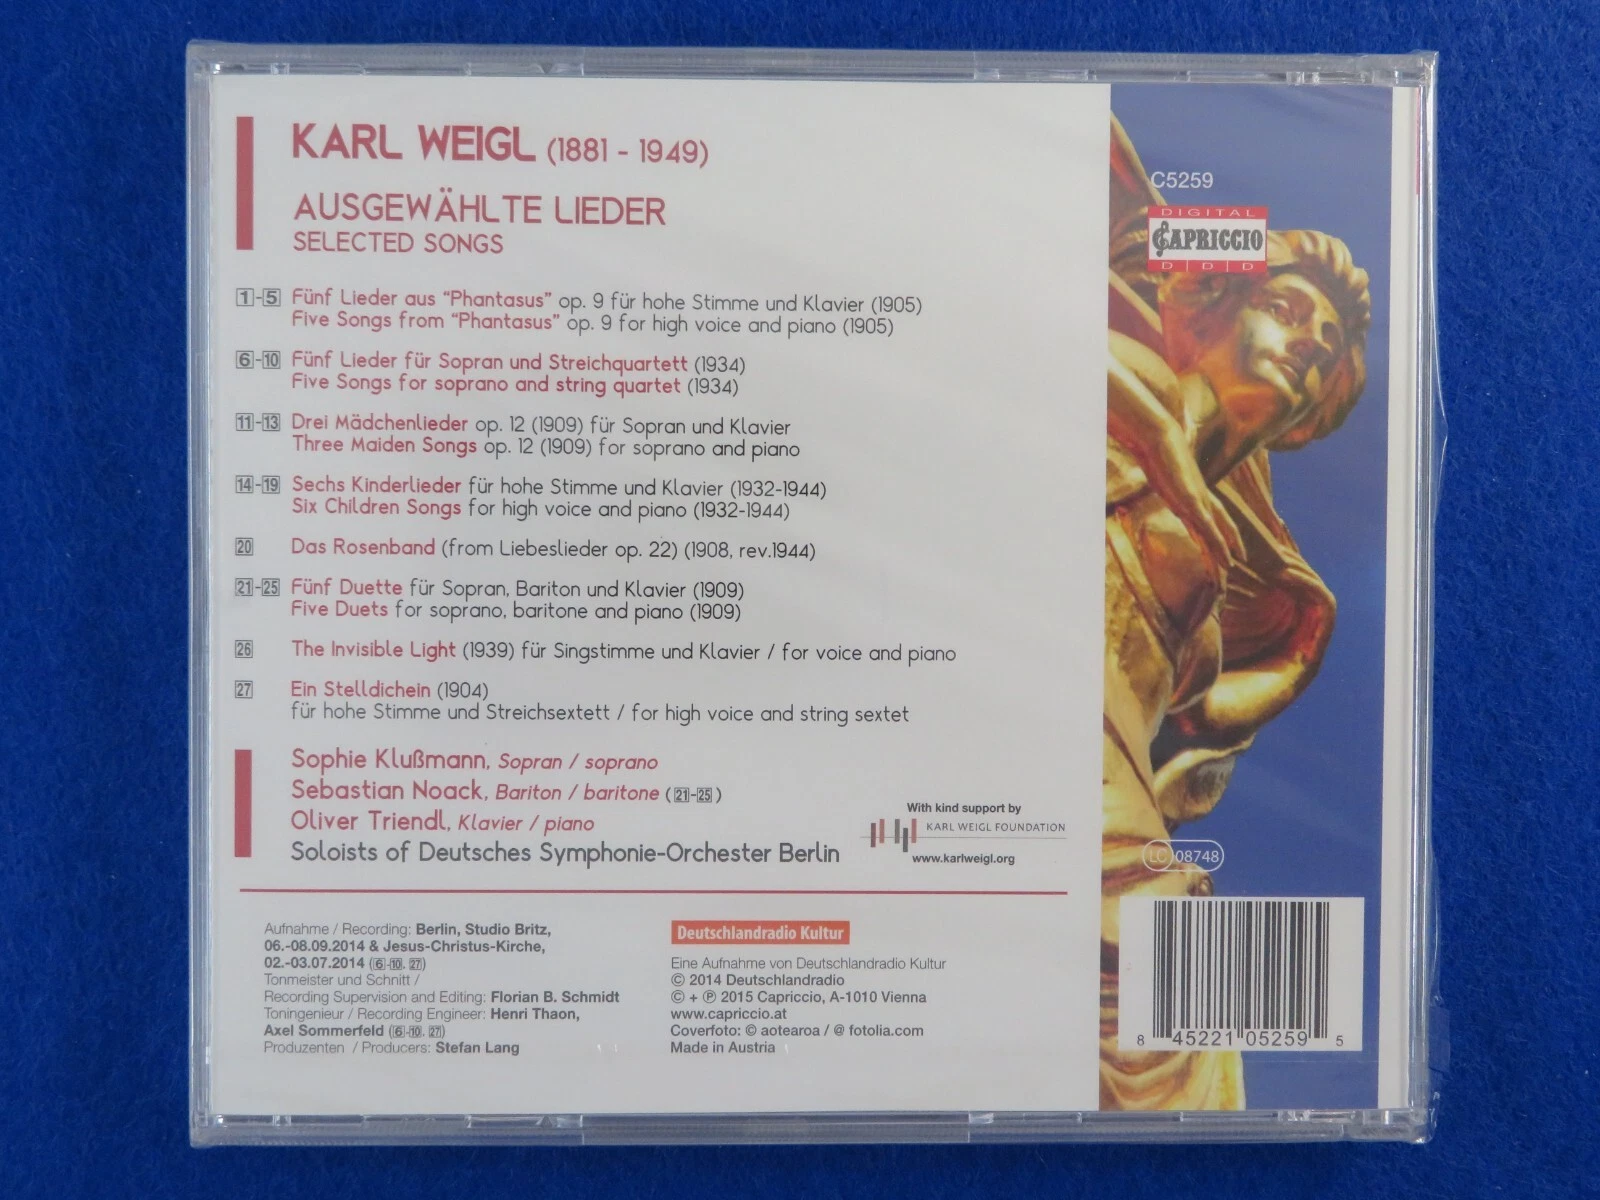 KARL WEIGL (1881 - 1949)
AUSGEWÄHLTE LIEDER
SELECTED SONGS
1-5 Fünf Lieder aus "Phantasus" op. 9 für hohe Stimme und Klavier (1905)
Five Songs from "Phantasus" op. 9 for high voice and piano (1905)
6-10 Fünf Lieder für Sopran und Streichquartett (1934)
Five Songs for soprano and string quartet (1934)
11-13 Drei Mädchenlieder op. 12 (1909) für Sopran und Klavier
Three Maiden Songs op. 12 (1909) for soprano and piano
14-19 Sechs Kinderlieder für hohe Stimme und Klavier (1932-1944)
Six Children Songs for high voice and piano (1932-1944)
20 Das Rosenband (from Liebeslieder op. 22) (1908, rev.1944)
21-25 Fünf Duette für Sopran, Bariton und Klavier (1909)
Five Duets for soprano, baritone and piano (1909)
26 The Invisible Light (1939) für Singstimme und Klavier / for voice and piano
27 Ein Stelldichein (1904)
für hohe Stimme und Streichsextett / for high voice and string sextet
Sophie Klußmann, Sopran / soprano
Sebastian Noack, Bariton / baritone (21-25)
Oliver Triendl, Klavier / piano
Soloists of Deutsches Symphonie-Orchester Berlin
With kind support by
KARL WEIGL FOUNDATION
www.karlweigl.org
Aufnahme / Recording: Berlin, Studio Britz,
06.-08.09.2014 & Jesus-Christus-Kirche,
02.-03.07.2014 (6-10, 27)
Tonmeister und Schnitt /
Recording Supervision and Editing: Florian B. Schmidt
Toningenieur / Recording Engineer: Henri Thaon,
Axel Sommerfeld (6-10, 27)
Produzenten / Producers: Stefan Lang
Deutschlandradio Kultur
Eine Aufnahme von Deutschlandradio Kultur
© 2014 Deutschlandradio
© + ℗ 2015 Capriccio, A-1010 Vienna
www.capriccio.at
Coverfoto: © aotearoa / @ fotolia.com
Made in Austria
C5259
DIGITAL
CAPRICCIO
D | D | D
LC 08748
8 45221 05259 5